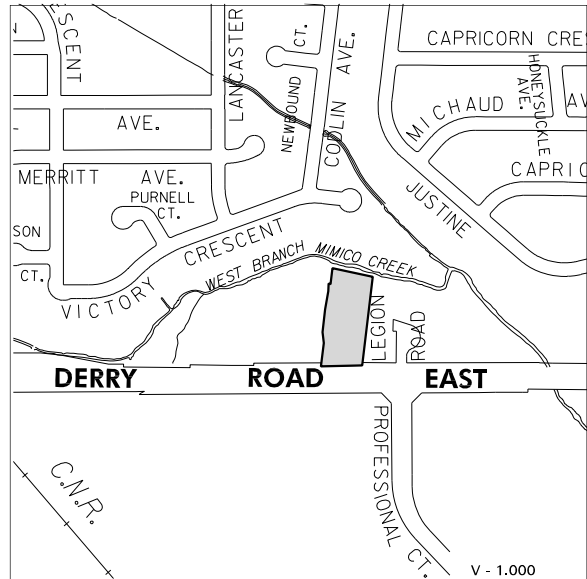 ESCENT
LANCASTER
CT.
NEWBOUND
COLIN AVE.
CAPRICORN CRES
HONEYSUCKLE
AVE.
MICHAUD
AV
AVE.
MERRITT AVE.
PURNELL
CT.
CAPRIC
JUSTINE
SON
CT.
VICTORY CRESCENT
WEST BRANCH MIMICO CREEK
LEGION
ROAD
DERRY ROAD EAST
PROFESSIONAL CT.
C.N.R.
V - 1.000